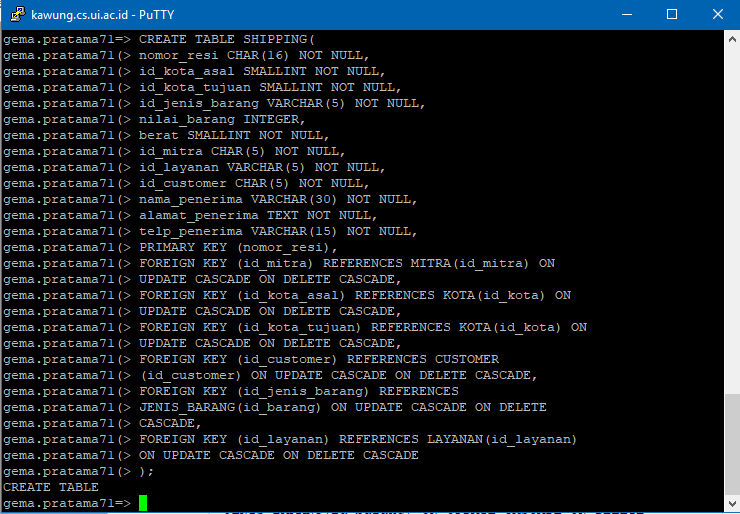 kawung.cs.ui.ac.id - PuTTY
gema.pratama71=> CREATE TABLE SHIPPING(
gema.pratama71(> nomor_resi CHAR(16) NOT NULL,
gema.pratama71(> id_kota_asal SMALLINT NOT NULL,
gema.pratama71(> id_kota_tujuan SMALLINT NOT NULL,
gema.pratama71(> id_jenis_barang VARCHAR(5) NOT NULL,
gema.pratama71(> nilai_barang INTEGER,
gema.pratama71(> berat SMALLINT NOT NULL,
gema.pratama71(> id_mitra CHAR(5) NOT NULL,
gema.pratama71(> id_layanan VARCHAR(5) NOT NULL,
gema.pratama71(> id_customer CHAR(5) NOT NULL,
gema.pratama71(> nama_penerima VARCHAR(30) NOT NULL,
gema.pratama71(> alamat_penerima TEXT NOT NULL,
gema.pratama71(> telp_penerima VARCHAR(15) NOT NULL,
gema.pratama71(> PRIMARY KEY (nomor_resi),
gema.pratama71(> FOREIGN KEY (id_mitra) REFERENCES MITRA(id_mitra) ON
gema.pratama71(> UPDATE CASCADE ON DELETE CASCADE,
gema.pratama71(> FOREIGN KEY (id_kota_asal) REFERENCES KOTA(id_kota) ON
gema.pratama71(> UPDATE CASCADE ON DELETE CASCADE,
gema.pratama71(> FOREIGN KEY (id_kota_tujuan) REFERENCES KOTA(id_kota) ON
gema.pratama71(> UPDATE CASCADE ON DELETE CASCADE,
gema.pratama71(> FOREIGN KEY (id_customer) REFERENCES CUSTOMER
gema.pratama71(> (id_customer) ON UPDATE CASCADE ON DELETE CASCADE,
gema.pratama71(> FOREIGN KEY (id_jenis_barang) REFERENCES
gema.pratama71(> JENIS_BARANG(id_barang) ON UPDATE CASCADE ON DELETE
gema.pratama71(> CASCADE,
gema.pratama71(> FOREIGN KEY (id_layanan) REFERENCES LAYANAN(id_layanan)
gema.pratama71(> ON UPDATE CASCADE ON DELETE CASCADE
gema.pratama71(> );
CREATE TABLE
gema.pratama71=>